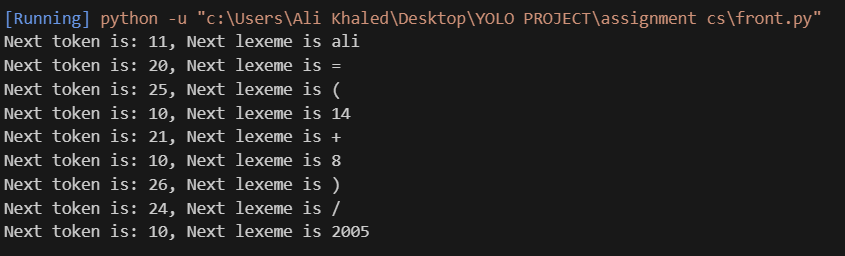 [Running] python -u "c:\Users\Ali Khaled\Desktop\YOLO PROJECT\assignment cs\front.py"
Next token is: 11, Next lexeme is ali
Next token is: 20, Next lexeme is =
Next token is: 25, Next lexeme is (
Next token is: 10, Next lexeme is 14
Next token is: 21, Next lexeme is +
Next token is: 10, Next lexeme is 8
Next token is: 26, Next lexeme is )
Next token is: 24, Next lexeme is /
Next token is: 10, Next lexeme is 2005